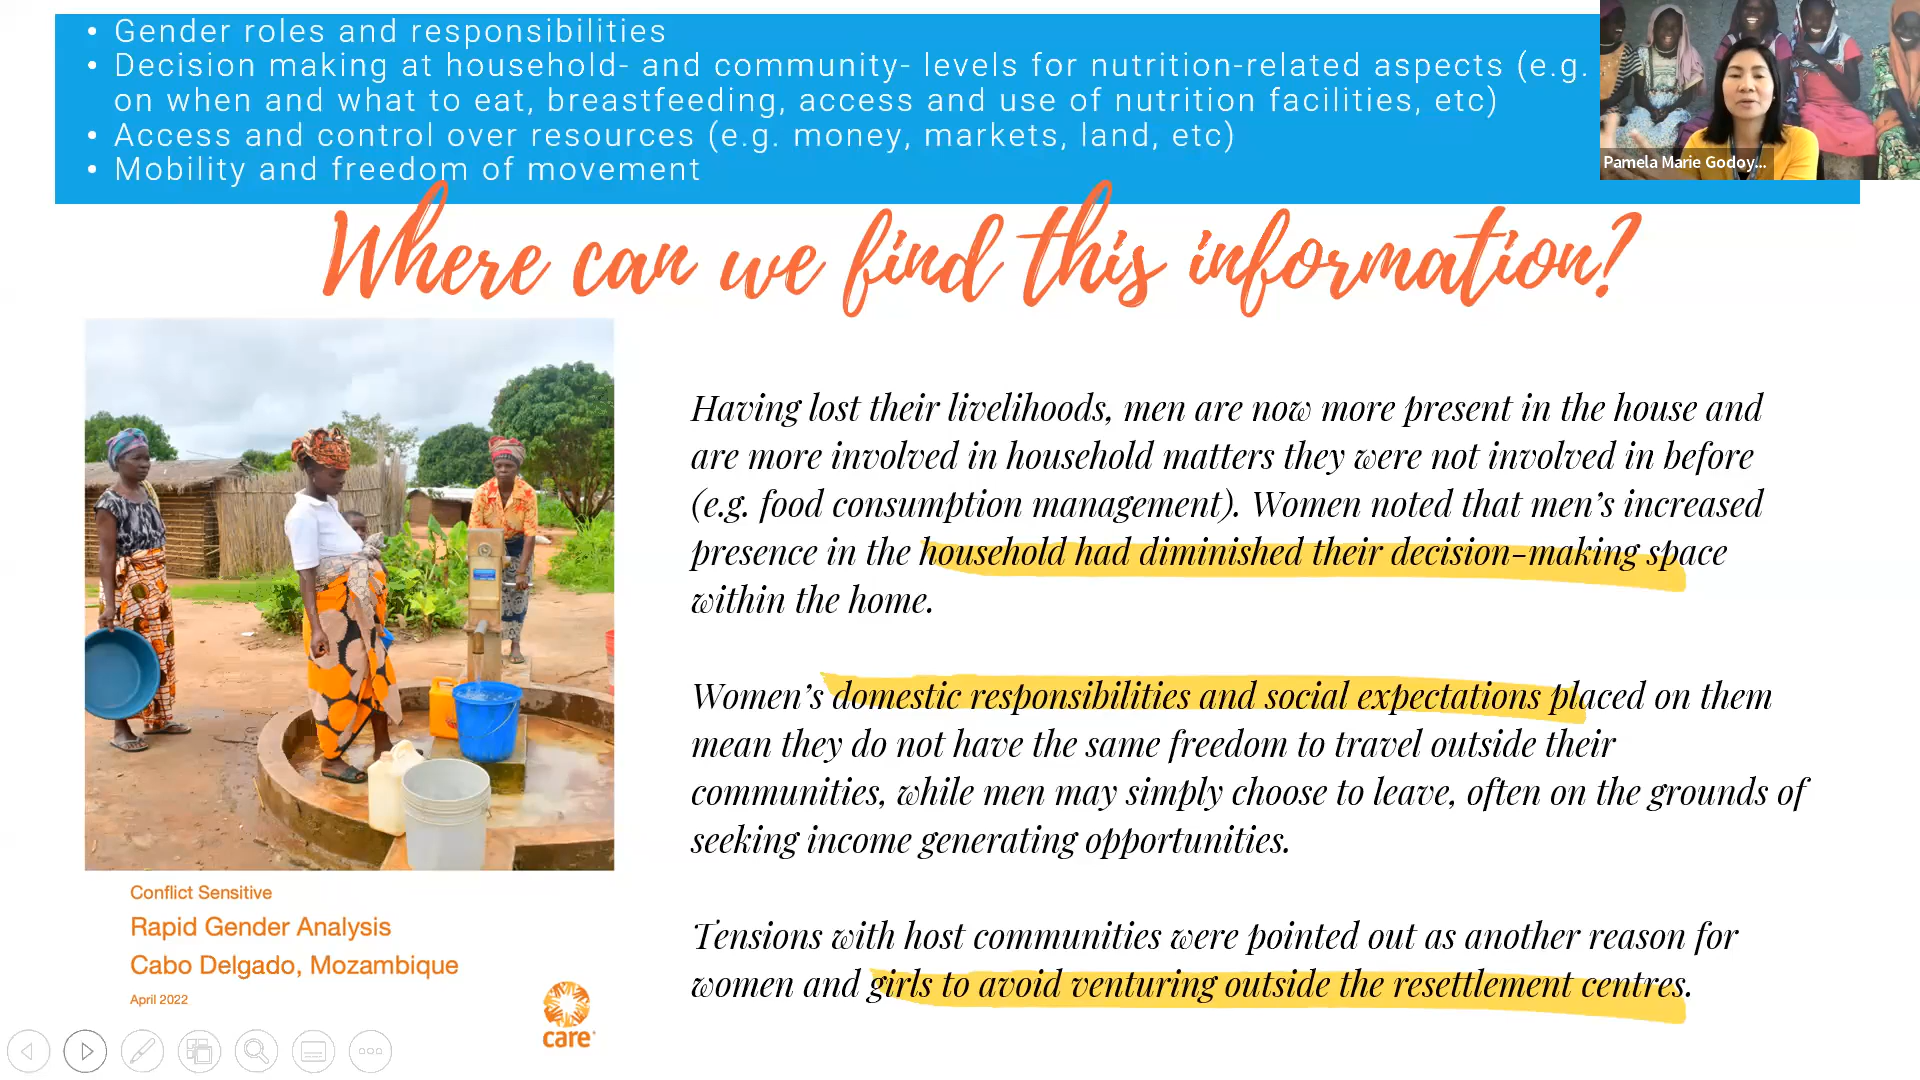 • Gender roles and responsibilities
• Decision making at household- and community- levels for nutrition-related aspects (e.g.
on when and what to eat, breastfeeding, access and use of nutrition facilities, etc)
• Access and control over resources (e.g. money, markets, land, etc)
• Mobility and freedom of movement
Pamela Marie Godoy...
Where can we find this information?
Having lost their livelihoods, men are now more present in the house and
are more involved in household matters they were not involved in before
(e.g. food consumption management). Women noted that men's increased
presence in the household had diminished their decision-making space
within the home.
Women's domestic responsibilities and social expectations placed on them
mean they do not have the same freedom to travel outside their
communities, while men may simply choose to leave, often on the grounds of
seeking income generating opportunities.
Tensions with host communities were pointed out as another reason for
women and girls to avoid venturing outside the resettlement centres.
Conflict Sensitive
Rapid Gender Analysis
Cabo Delgado, Mozambique
April 2022
care